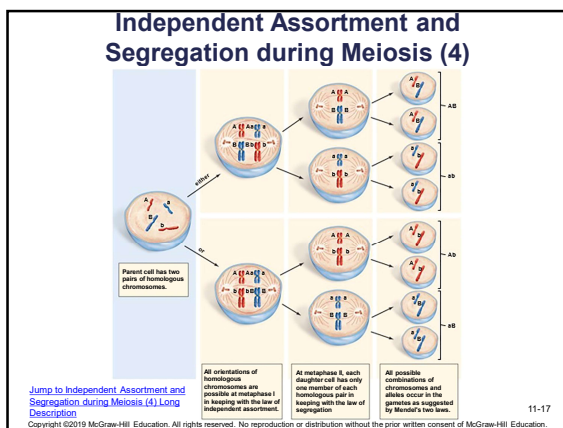 Independent Assortment and
Segregation during Meiosis (4)
A a
B b
Parent cell has two
pairs of homologous
chromosomes.
either
or
A Aa a
B Bb b
A Aa a
b bB B
All orientations of
homologous
chromosomes are
possible at metaphase I
in keeping with the law of
independent assortment.
A A
B B
a a
b b
A A
b b
a a
B B
At metaphase II, each
daughter cell has only
one member of each
homologous pair in
keeping with the law of
segregation
A
B
A
B
AB
a
b
a
b
ab
A
b
A
b
Ab
a
B
a
B
aB
All possible
combinations of
chromosomes and
alleles occur in the
gametes as suggested
by Mendel's two laws.
Jump to Independent Assortment and
Segregation during Meiosis (4) Long
Description
11-17
Copyright ©2019 McGraw-Hill Education. All rights reserved. No reproduction or distribution without the prior written consent of McGraw-Hill Education.